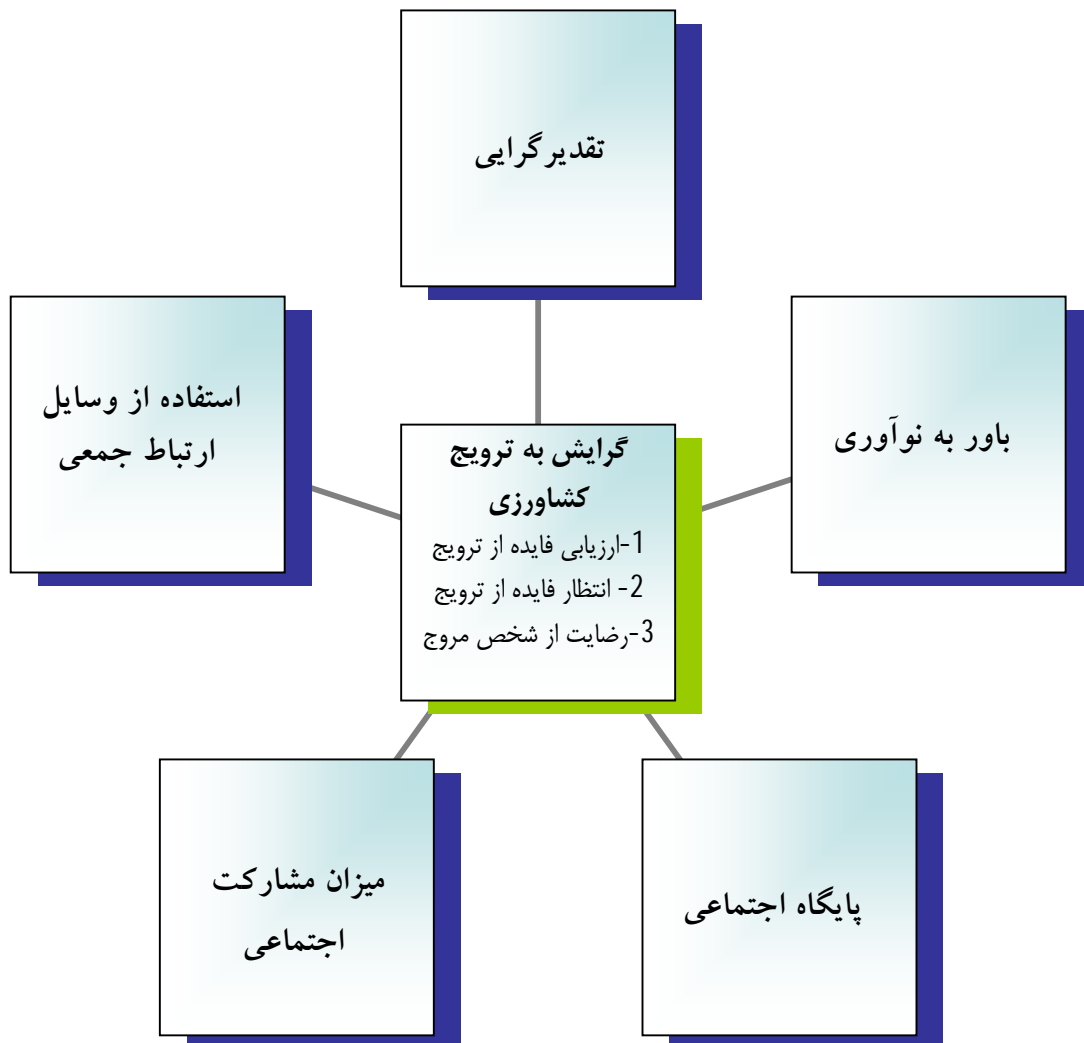 تقدیرگرایی
باور به نوآوری
استفاده از وسایل
ارتباط جمعی
گرایش به ترویج
کشاورزی
1-ارزیابی فایده از ترویج
2- انتظار فایده از ترویج
3-رضایت از شخص مروج
پایگاه اجتماعی
میزان مشارکت
اجتماعی